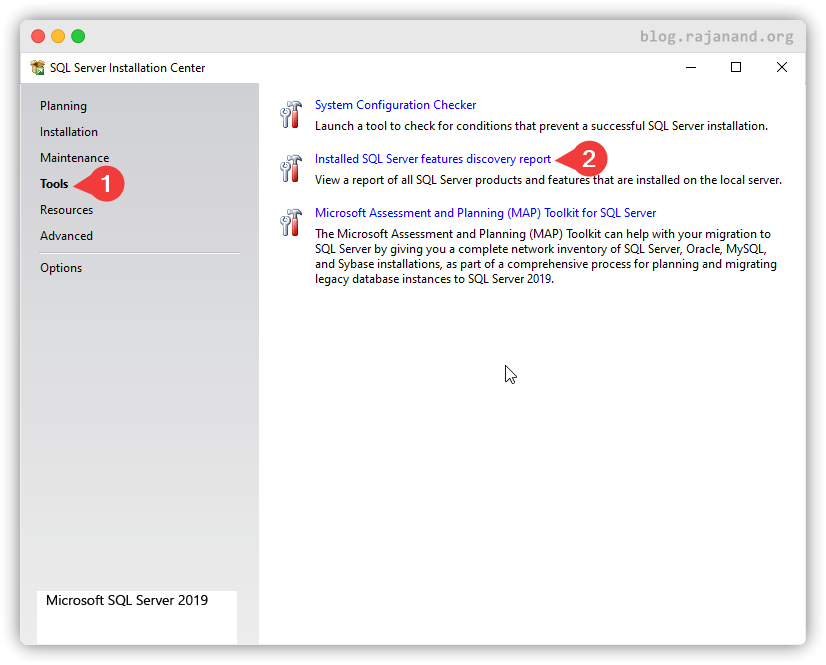 blog.rajanand.org
SQL Server Installation Center
Planning
Installation
Maintenance
Tools
1
Resources
Advanced
Options
System Configuration Checker
Launch a tool to check for conditions that prevent a successful SQL Server installation.
Installed SQL Server features discovery report
2
View a report of all SQL Server products and features that are installed on the local server.
Microsoft Assessment and Planning (MAP) Toolkit for SQL Server
The Microsoft Assessment and Planning (MAP) Toolkit can help with your migration to
SQL Server by giving you a complete network inventory of SQL Server, Oracle, MySQL,
and Sybase installations, as part of a comprehensive process for planning and migrating
legacy database instances to SQL Server 2019.
Microsoft SQL Server 2019